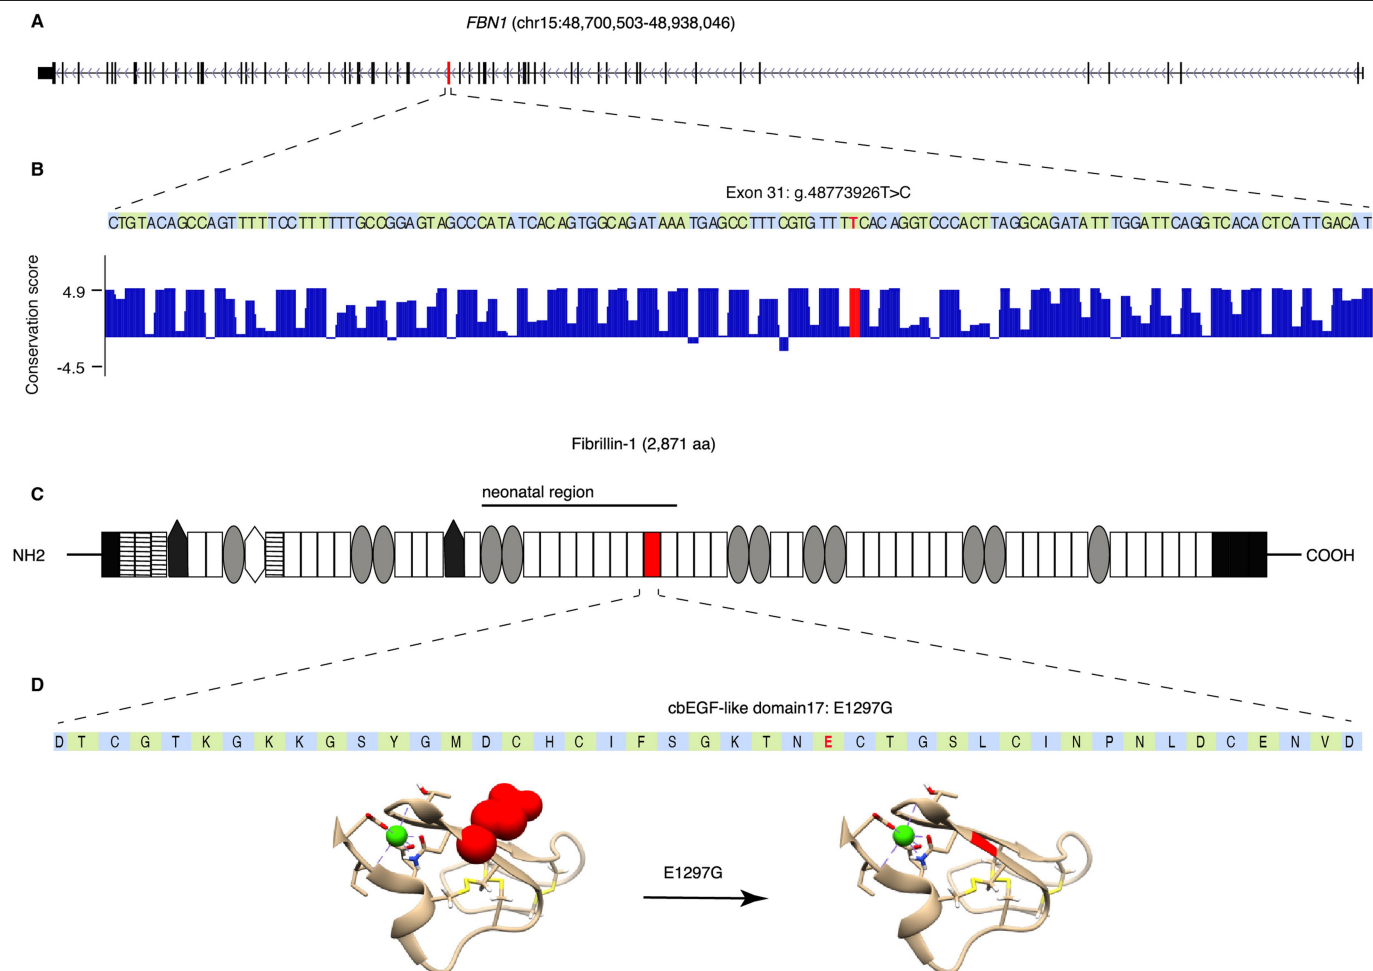 A
FBN1 (chr15:48,700,503-48,938,046)
B
Exon 31: g.48773926T>C
CTGTACAGCCAGTTTTTCCTTTTTTGCCGGAGTAGCCCATATCACAGTGGCAGATAAATGAGCCTTTCGTGTTTTCACAGGTCCCACTTAGGCAGATATTTGGATTCAGGTCACACTCATTGACAT
Conservation score
4.9
-4.5
Fibrillin-1 (2,871 aa)
C
neonatal region
NH2
COOH
D
cbEGF-like domain17: E1297G
D T C G T K G K K G S Y G M D C H C I F S G K T N E C T G S L C I N P N L D C E N V D
E1297G